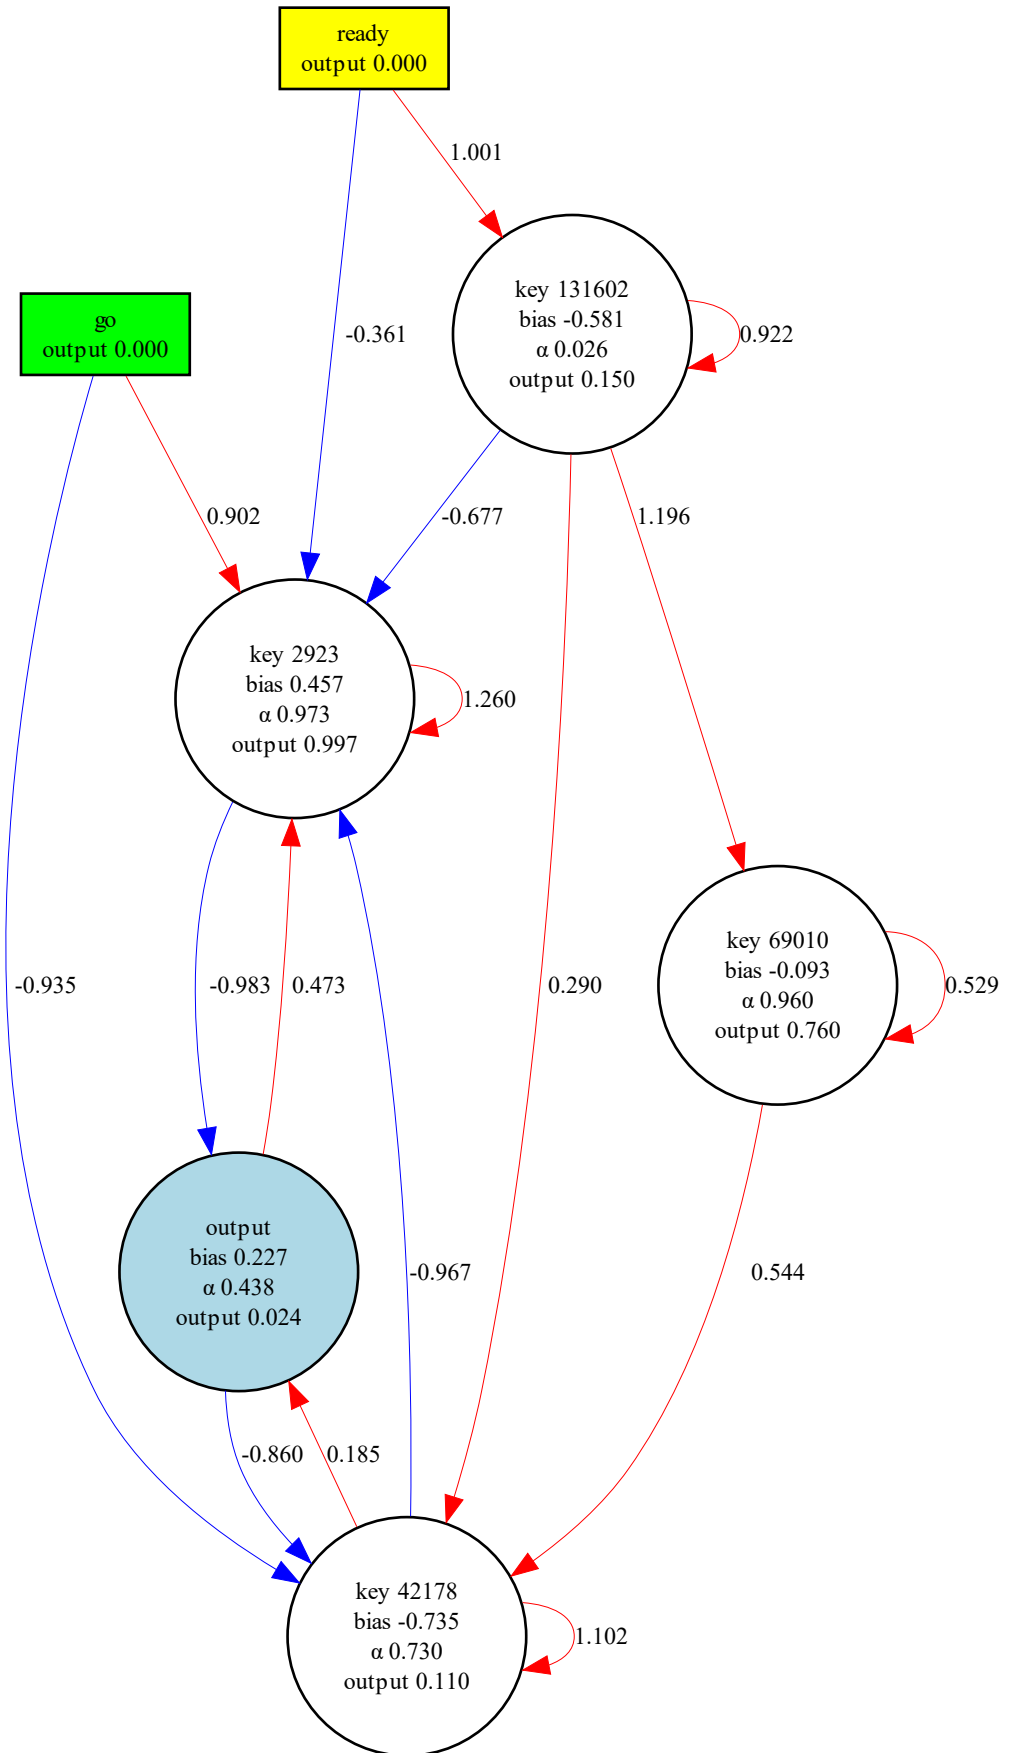 ready
output 0.000
1.001
key 131602
bias -0.581
α 0.026
output 0.150
0.922
go
output 0.000
-0.361
0.902
-0.677
1.196
key 2923
bias 0.457
α 0.973
output 0.997
1.260
key 69010
bias -0.093
α 0.960
output 0.760
0.529
-0.935
-0.983
0.473
0.290
output
bias 0.227
α 0.438
output 0.024
-0.967
0.544
-0.860
0.185
key 42178
bias -0.735
α 0.730
output 0.110
1.102